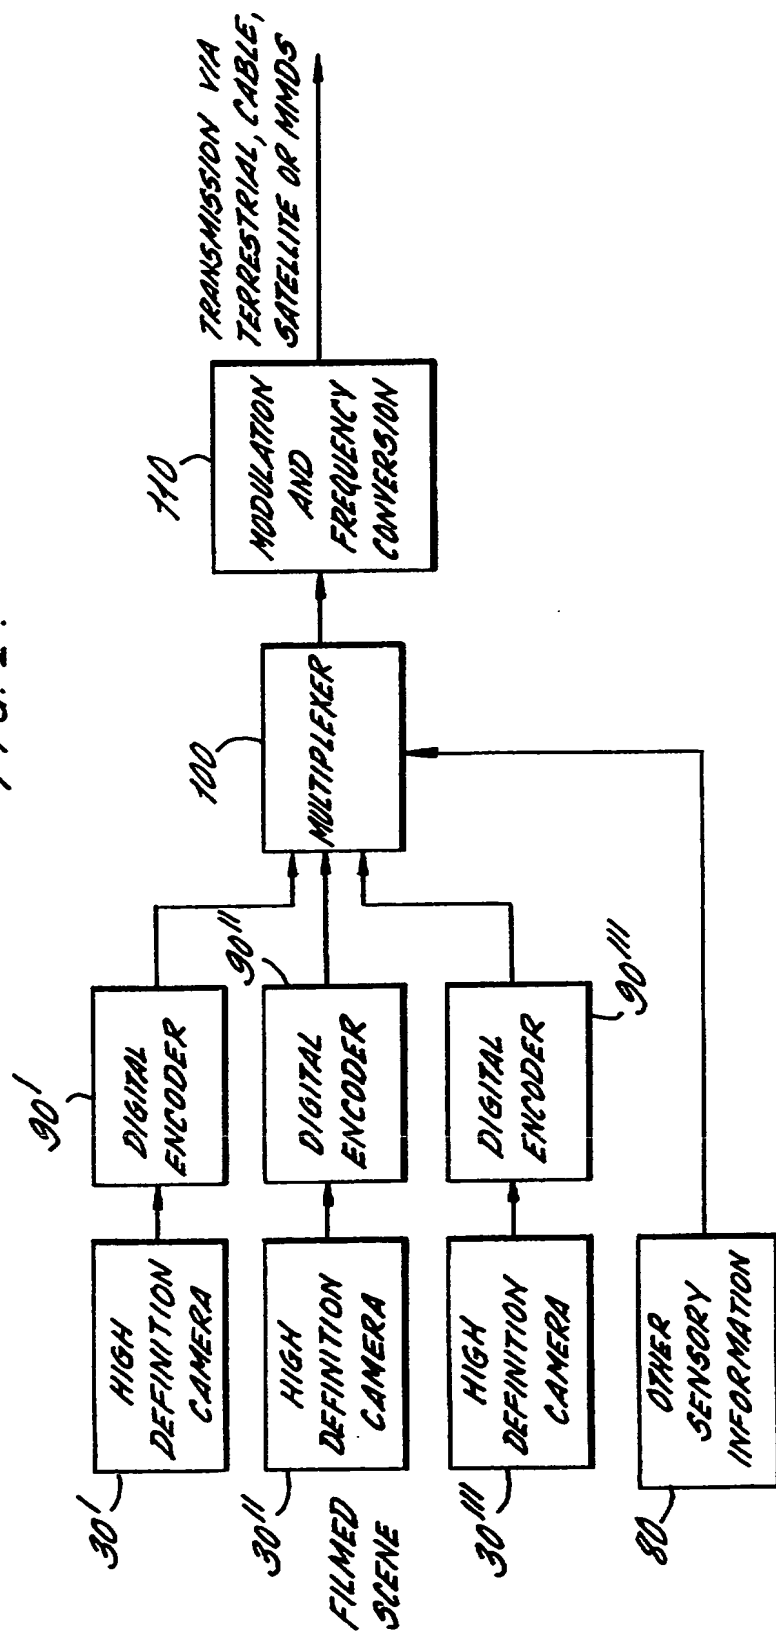 TRANSMISSION VIA
TERRESTRIAL, CABLE,
SATELLITE OR MMDS
110
MODULATION
AND
FREQUENCY
CONVERSION
100
MULTIPLEXER
90'
DIGITAL
ENCODER
90''
DIGITAL
ENCODER
90'''
DIGITAL
ENCODER
30'
HIGH
DEFINITION
CAMERA
30''
HIGH
DEFINITION
CAMERA
FILMED
SCENE
30'''
HIGH
DEFINITION
CAMERA
80
OTHER
SENSORY
INFORMATION